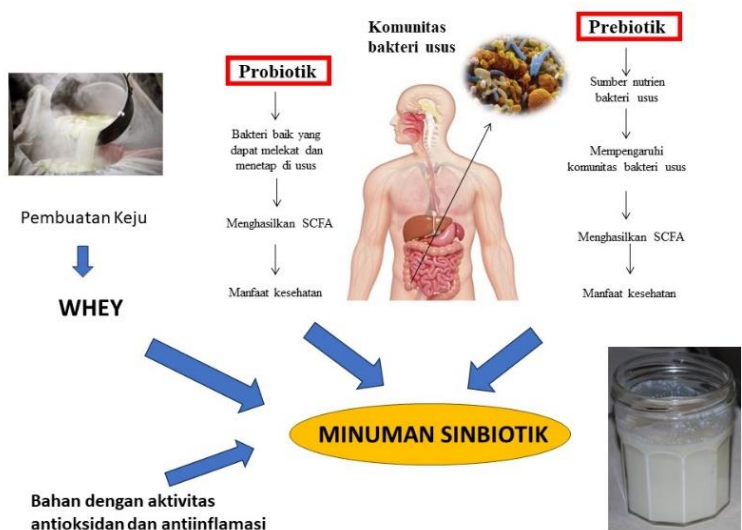 Pembuatan Keju
WHEY
Probiotik
Bakteri baik yang
dapat melekat dan
menetap di usus
Menghasilkan SCFA
Manfaat kesehatan
Komunitas
bakteri usus
Prebiotik
Sumber nutrien
bakteri usus
Mempengaruhi
komunitas bakteri usus
Menghasilkan SCFA
Manfaat kesehatan
MINUMAN SINBIOTIK
Bahan dengan aktivitas
antioksidan dan antiinflamasi